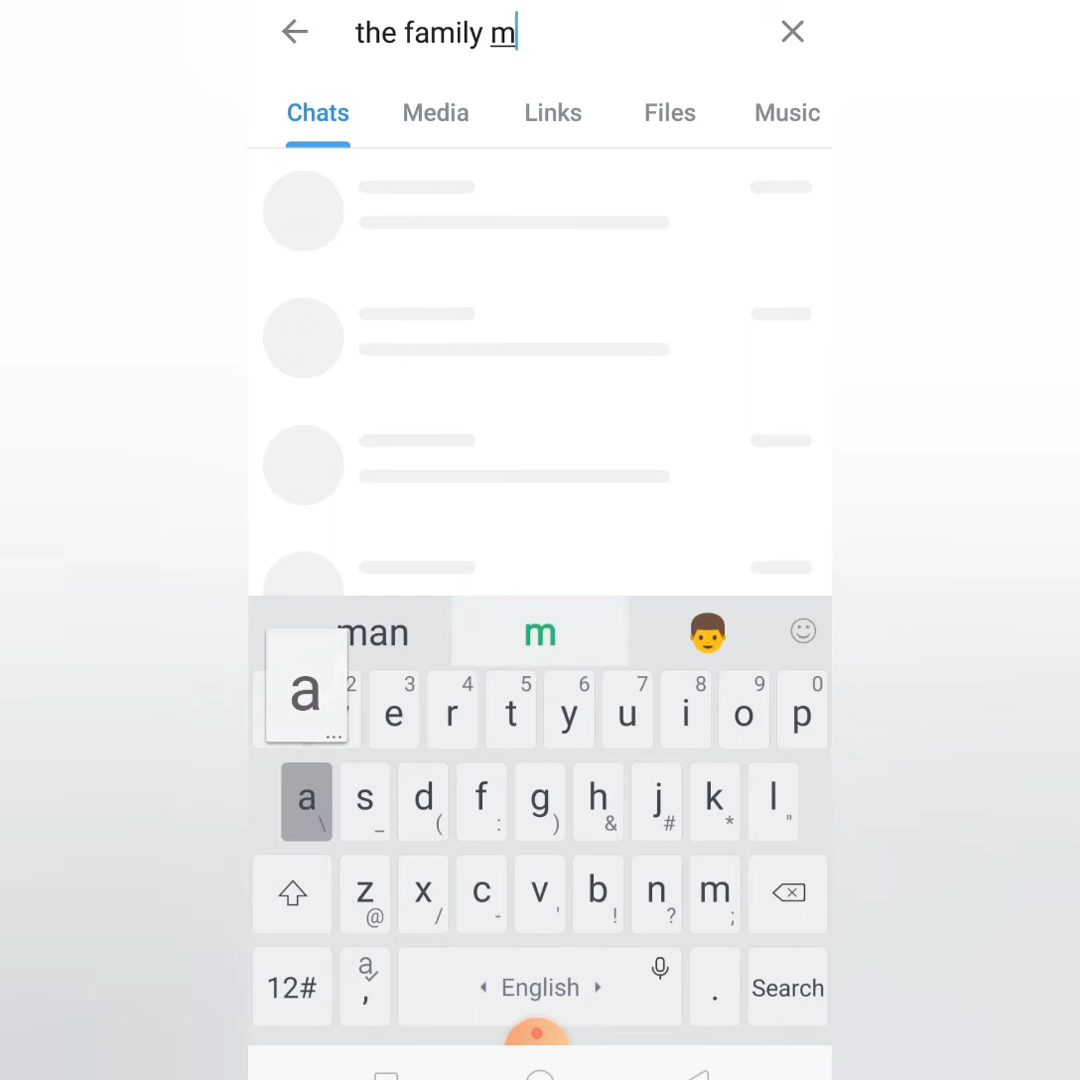 the family m
Chats Media Links Files Music
man m
a 2 e 3 r 4 t 5 y 6 u 7 i 8 o 9 p 0
a \ s _ d ( f : g ) h & j # k * l "
z @ x / c - v ' b ! n ? m ;
12# a , English . Search